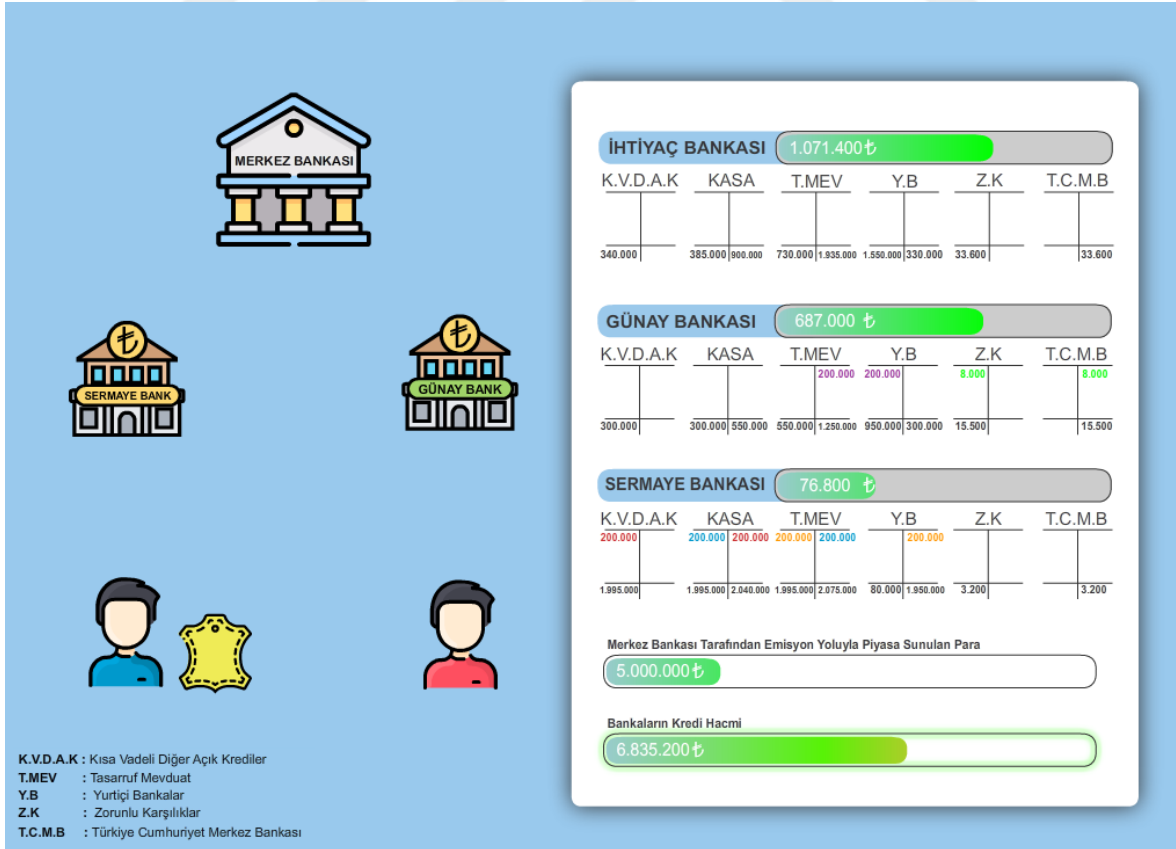 MERKEZ BANKASI
SERMAYE BANK
GÜNAY BANK
K.V.D.A.K : Kısa Vadeli Diğer Açık Krediler
T.MEV : Tasarruf Mevduat
Y.B : Yurtiçi Bankalar
Z.K : Zorunlu Karşılıklar
T.C.M.B : Türkiye Cumhuriyet Merkez Bankası
İHTİYAÇ BANKASI 1.071.400₺
K.V.D.A.K KASA T.MEV Y.B Z.K T.C.M.B
340.000 385.000 900.000 730.000 1.935.000 1.550.000 330.000 33.600 33.600
GÜNAY BANKASI 687.000 ₺
K.V.D.A.K KASA T.MEV Y.B Z.K T.C.M.B
200.000 200.000 8.000 8.000
300.000 300.000 550.000 550.000 1.250.000 950.000 300.000 15.500 15.500
SERMAYE BANKASI 76.800 ₺
K.V.D.A.K KASA T.MEV Y.B Z.K T.C.M.B
200.000 200.000 200.000 200.000 200.000 200.000
1.995.000 1.995.000 2.040.000 1.995.000 2.075.000 80.000 1.950.000 3.200 3.200
Merkez Bankası Tarafından Emisyon Yoluyla Piyasa Sunulan Para
5.000.000₺
Bankaların Kredi Hacmi
6.835.200₺